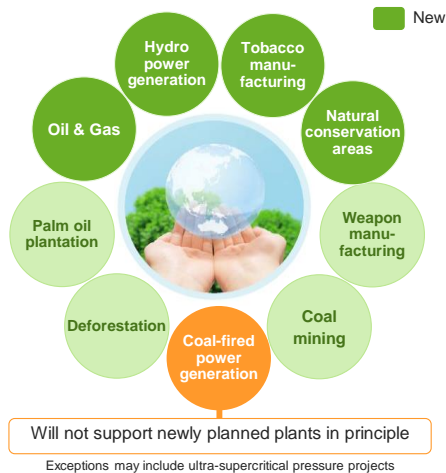 New
Hydro
power
generation
Tobacco
manu-
facturing
Oil & Gas
Natural
conservation
areas
Palm oil
plantation
Weapon
manu-
facturing
Deforestation
Coal
mining
Coal-fired
power
generation
Will not support newly planned plants in principle
Exceptions may include ultra-supercritical pressure projects